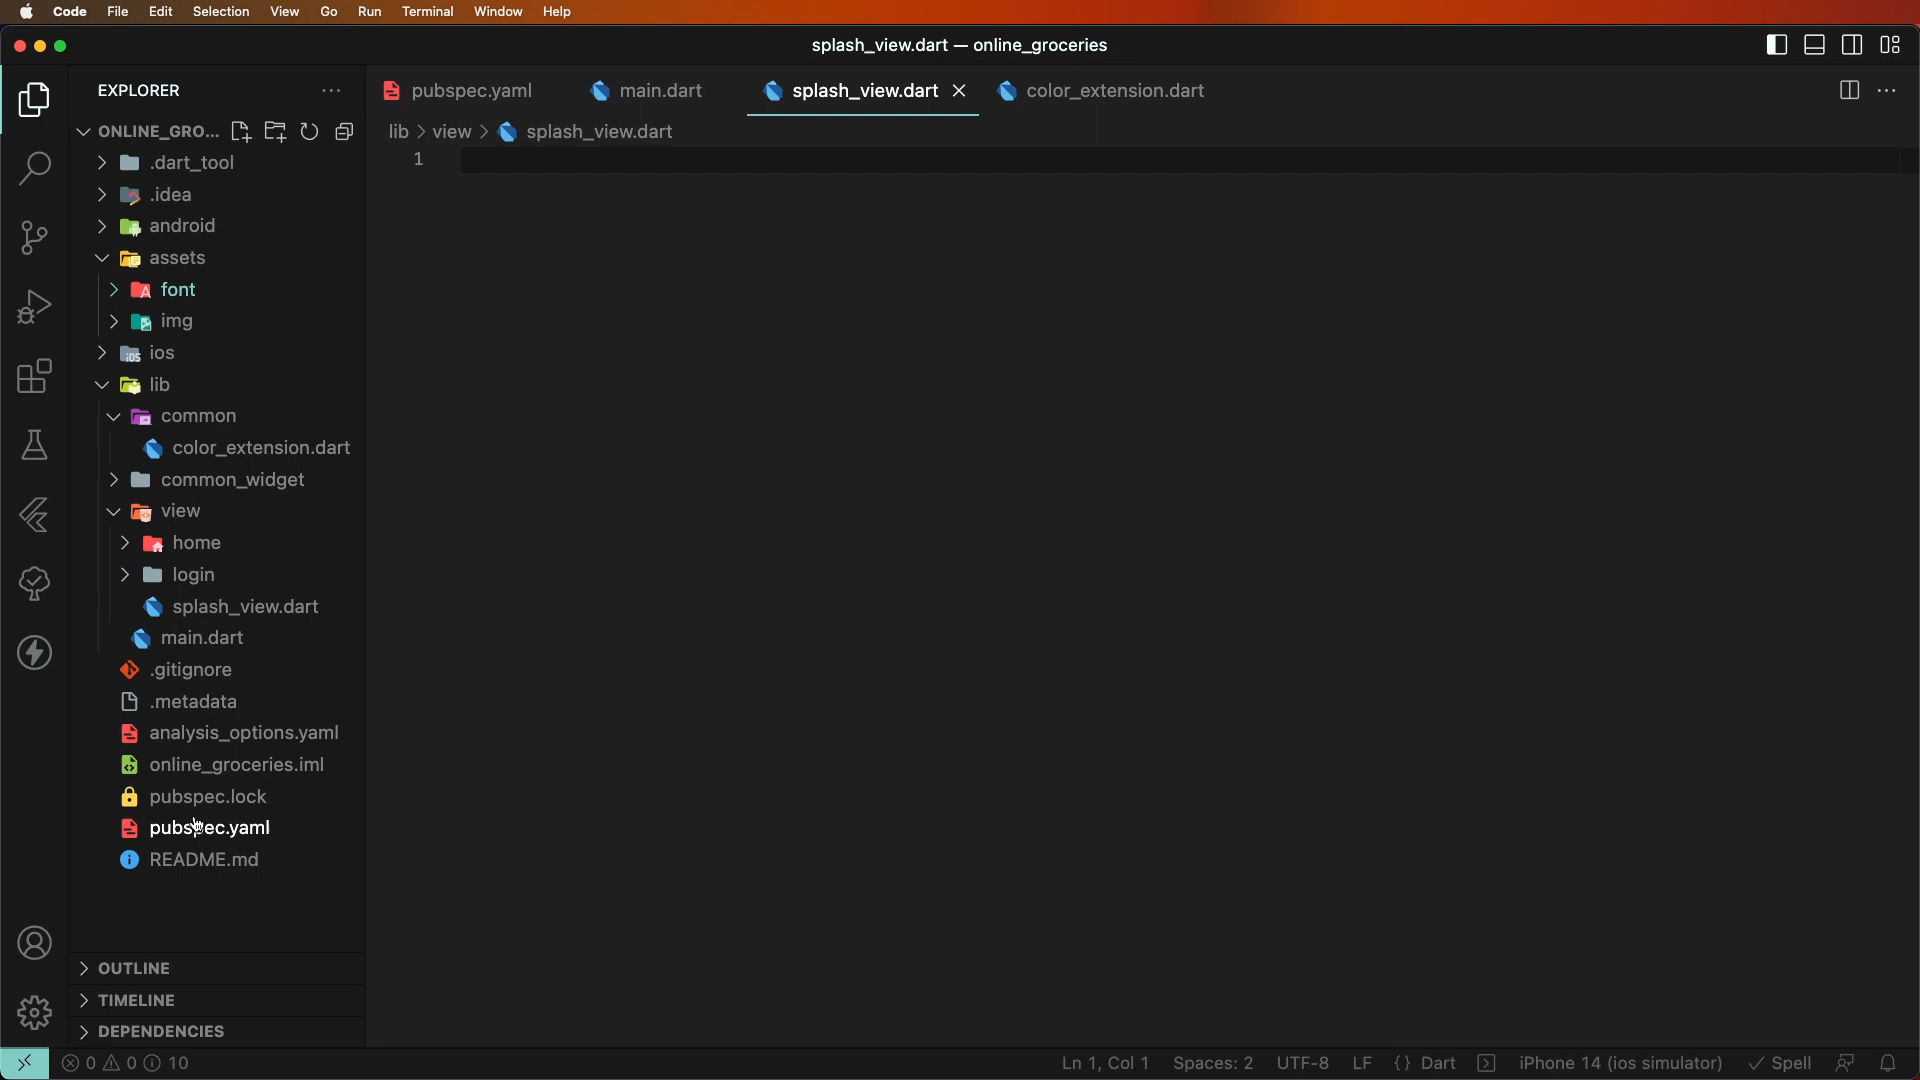 Code File Edit Selection View Go Run Terminal Window Help
splash_view.dart — online_groceries
EXPLORER
pubspec.yaml main.dart splash_view.dart color_extension.dart
ONLINE_GRO...
lib > view > splash_view.dart
1
.dart_tool
.idea
android
assets
font
img
ios
lib
common
color_extension.dart
common_widget
view
home
login
splash_view.dart
main.dart
.gitignore
.metadata
analysis_options.yaml
online_groceries.iml
pubspec.lock
pubspec.yaml
README.md
OUTLINE
TIMELINE
DEPENDENCIES
0 0 10 Ln 1, Col 1 Spaces: 2 UTF-8 LF {} Dart iPhone 14 (ios simulator) Spell